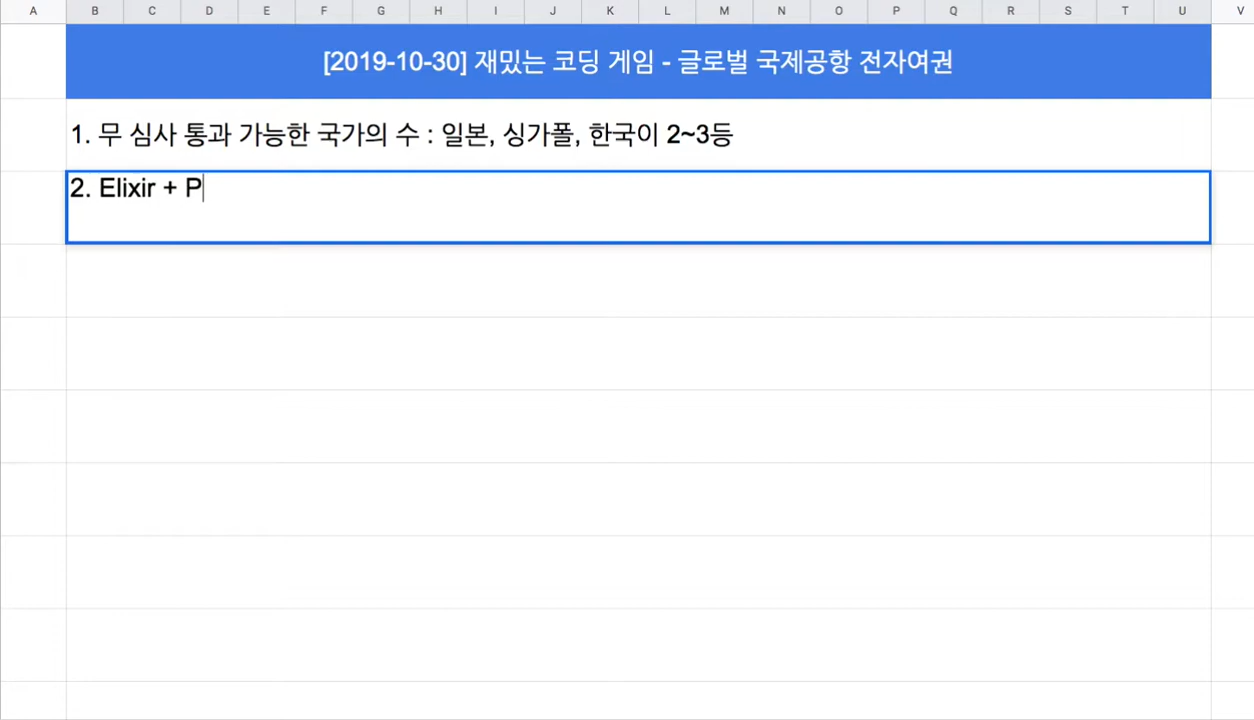 A B C D E F G H I J K L M N O P Q R S T U V
[2019-10-30] 재밌는 코딩 게임 - 글로벌 국제공항 전자여권
1. 무 심사 통과 가능한 국가의 수 : 일본, 싱가폴, 한국이 2~3등
2. Elixir + P